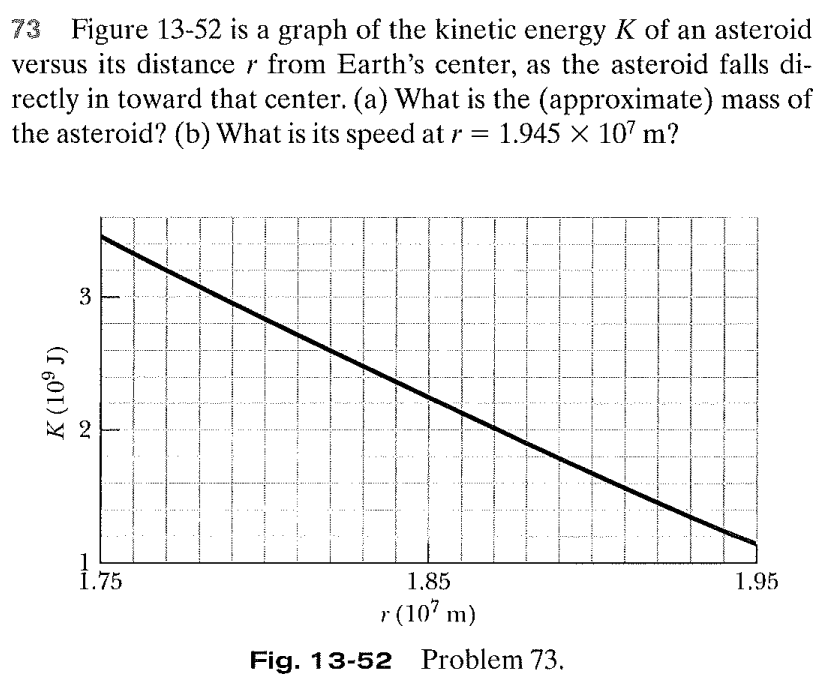 73 Figure 13-52 is a graph of the kinetic energy K of an asteroid
versus its distance r from Earth's center, as the asteroid falls di-
rectly in toward that center. (a) What is the (approximate) mass of
the asteroid? (b) What is its speed at r = 1.945 × 10⁷ m?
3
K (10⁹ J)
2
1
1.75 1.85 1.95
r (10⁷ m)
Fig. 13-52 Problem 73.